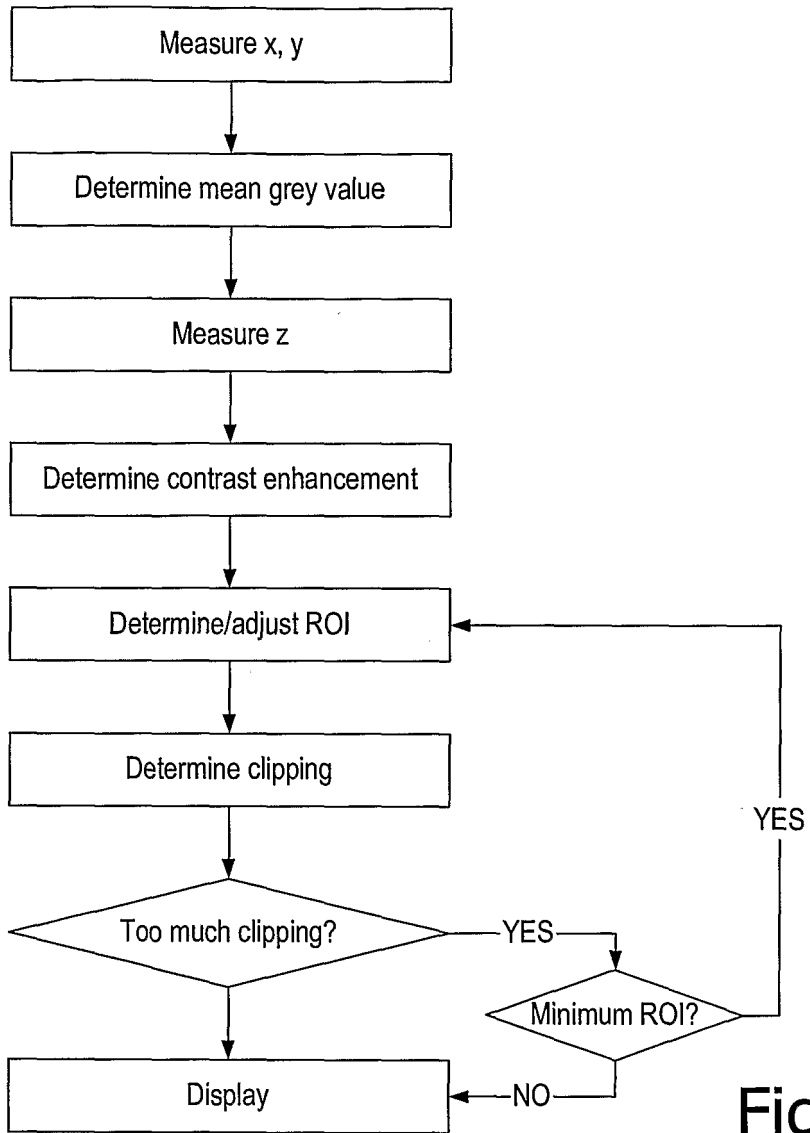 Measure x, y
Determine mean grey value
Measure z
Determine contrast enhancement
Determine/adjust ROI
Determine clipping
YES
Too much clipping?
YES
Minimum ROI?
Display
NO